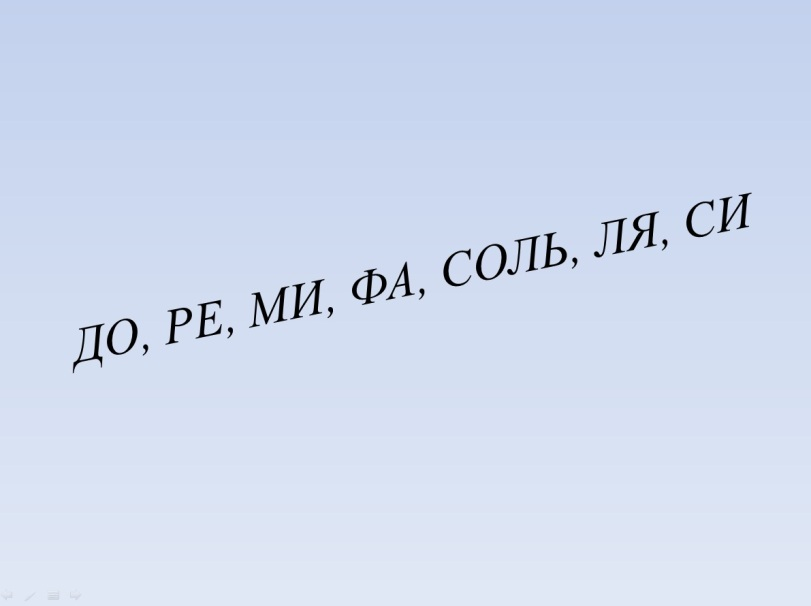 ДО, РЕ, МИ, ФА, СОЛЬ, ЛЯ, СИ